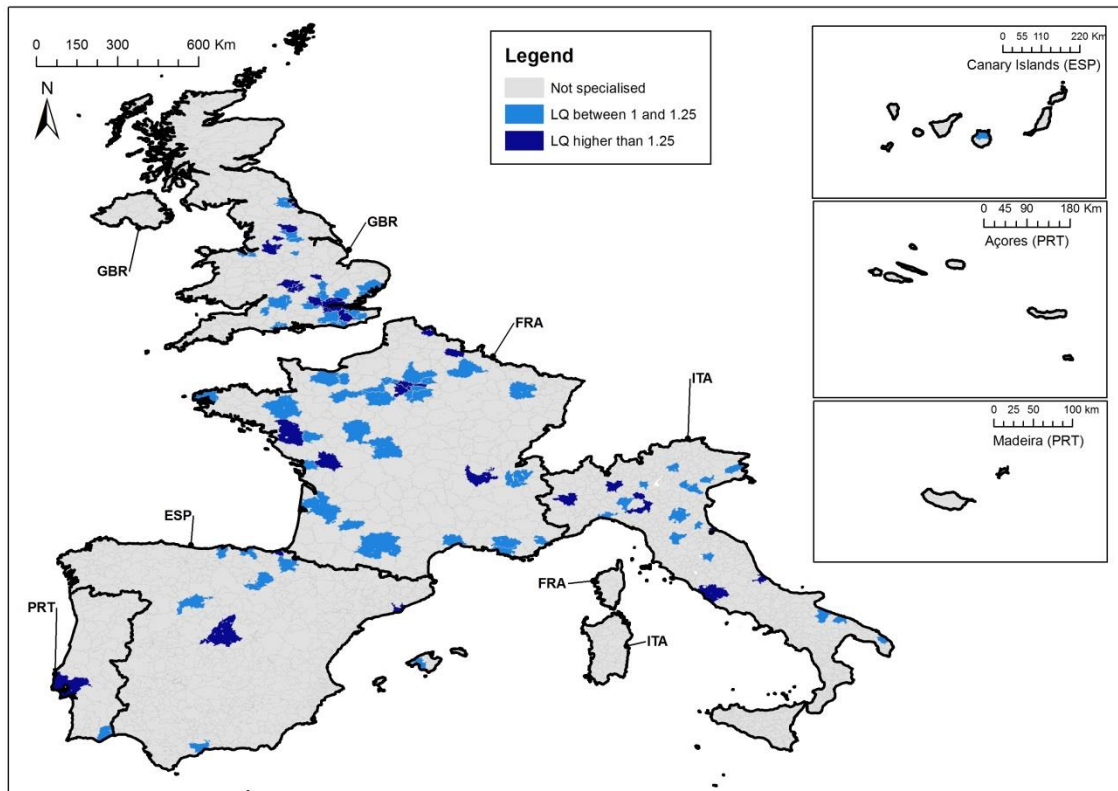 0 150 300 600 Km
N
Legend
Not specialised
LQ between 1 and 1.25
LQ higher than 1.25
0 55 110 220 Km
Canary Islands (ESP)
0 45 90 180 Km
Açores (PRT)
0 25 50 100 Km
Madeira (PRT)
GBR
GBR
FRA
ITA
ESP
FRA
PRT
ITA